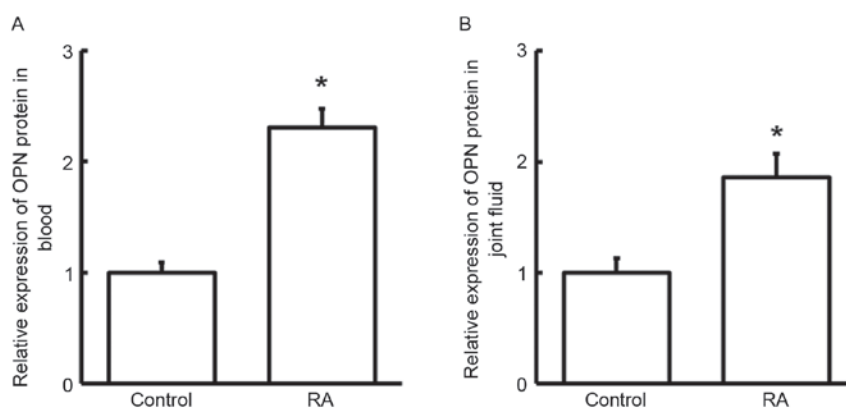 A
Relative expression of OPN protein in
blood
3
2
1
0
*
Control RA
B
Relative expression of OPN protein in
joint fluid
3
2
1
0
*
Control RA